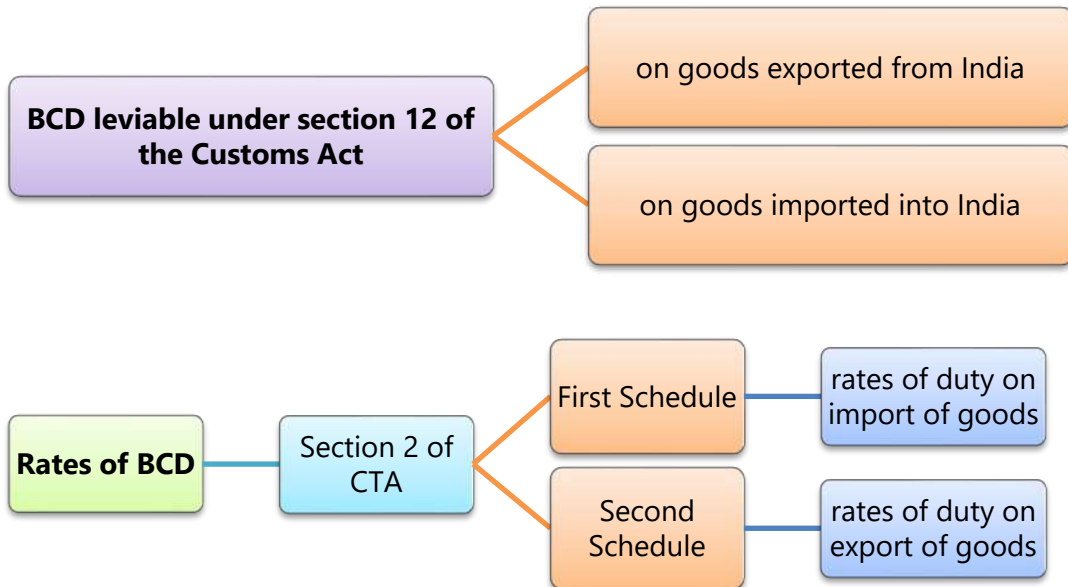 BCD leviable under section 12 of
the Customs Act
on goods exported from India
on goods imported into India
Rates of BCD
Section 2 of
CTA
First Schedule
rates of duty on
import of goods
Second
Schedule
rates of duty on
export of goods